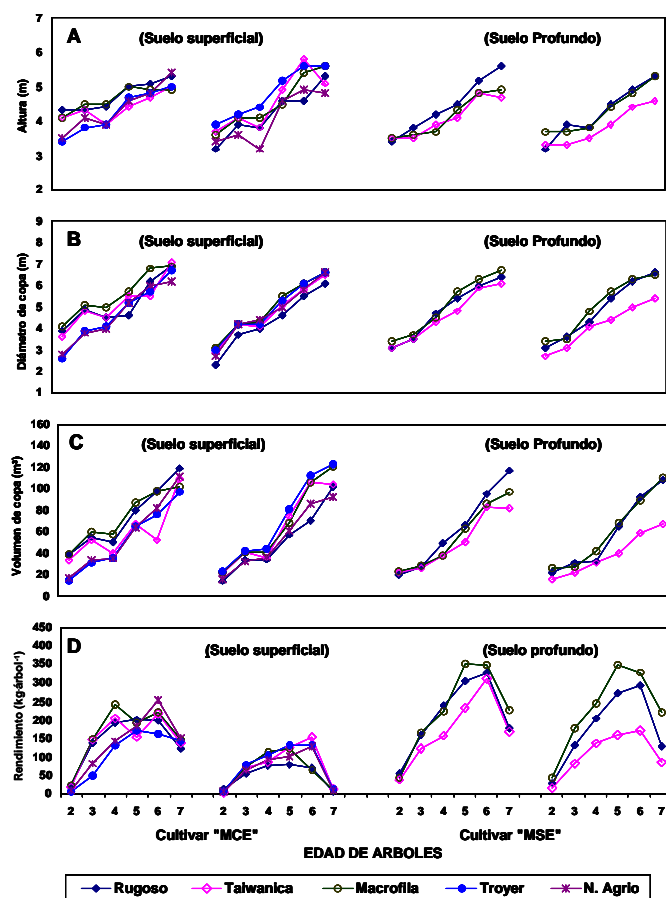 A
(Suelo superficial)
(Suelo Profundo)
Altura (m)
7
6
5
4
3
2
B
(Suelo superficial)
(Suelo Profundo)
Diámetro de copa (m)
9
8
7
6
5
4
3
2
1
C
(Suelo superficial)
(Suelo Profundo)
Volumen de copa (m³)
160
140
120
100
80
60
40
20
0
D
(Suelo superficial)
(Suelo profundo)
Rendimiento (kg·árbol-¹)
450
400
350
300
250
200
150
100
50
0
2 3 4 5 6 7 2 3 4 5 6 7 2 3 4 5 6 7 2 3 4 5 6 7
Cultivar "MCE" Cultivar "MSE"
EDAD DE ARBOLES
Rugoso Talwanica Macrofila Troyer N. Agrio